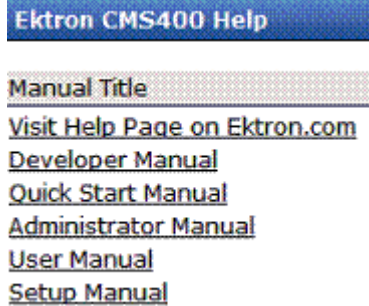 Ektron CMS400 Help
Manual Title
Visit Help Page on Ektron.com
Developer Manual
Quick Start Manual
Administrator Manual
User Manual
Setup Manual